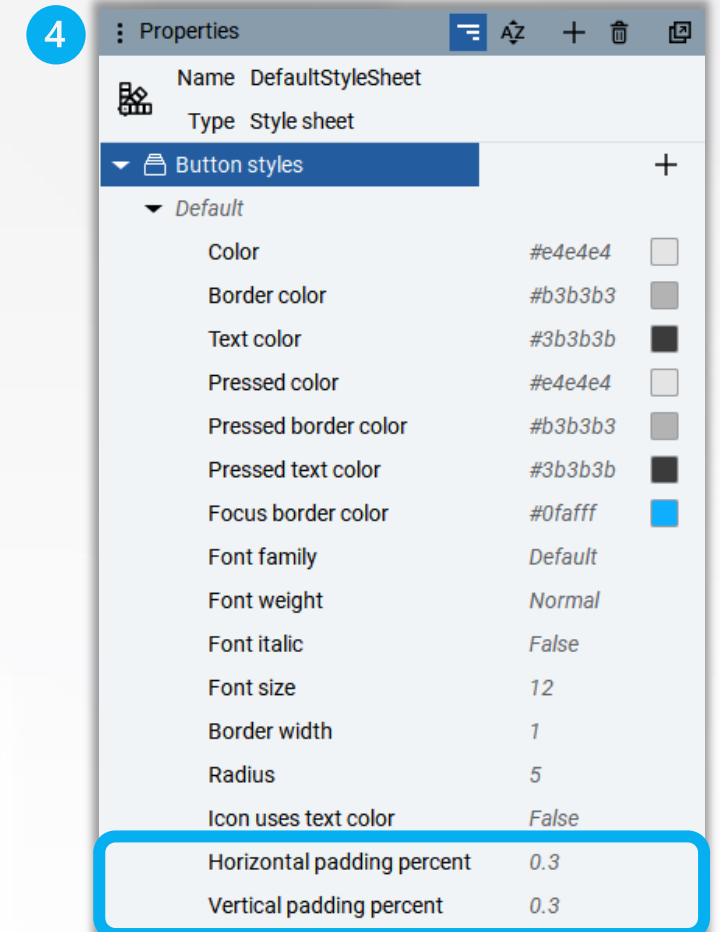 4
Properties
AZ
Name DefaultStyleSheet
Type Style sheet
Button styles
Default
Color #e4e4e4
Border color #b3b3b3
Text color #3b3b3b
Pressed color #e4e4e4
Pressed border color #b3b3b3
Pressed text color #3b3b3b
Focus border color #0fafff
Font family Default
Font weight Normal
Font italic False
Font size 12
Border width 1
Radius 5
Icon uses text color False
Horizontal padding percent 0.3
Vertical padding percent 0.3